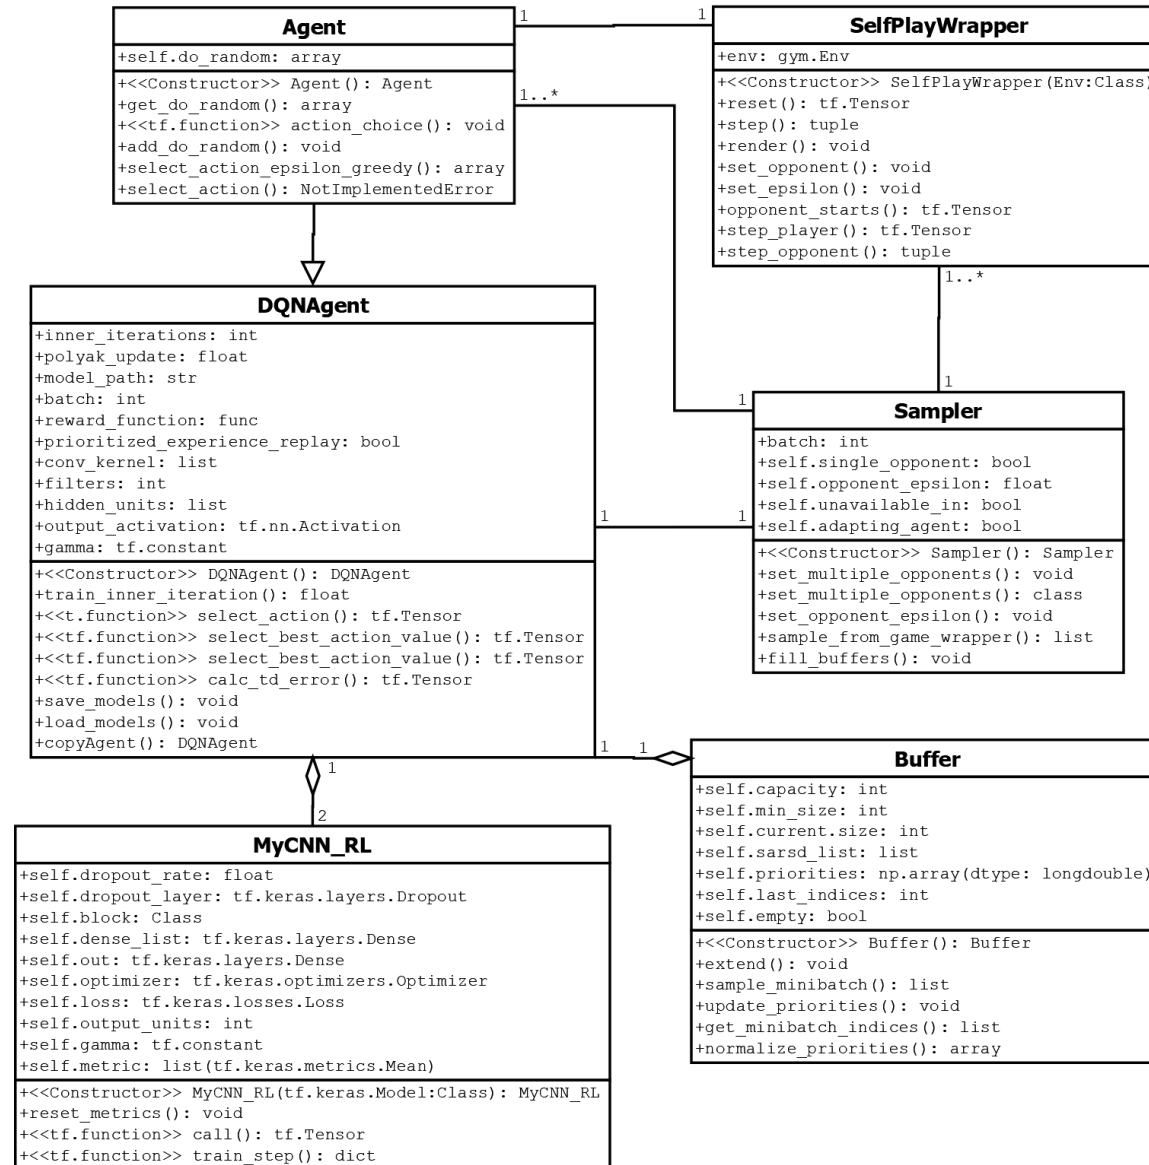 Agent
+self.do_random: array
+<<Constructor>> Agent(): Agent
+get_do_random(): array
+<<tf.function>> action_choice(): void
+add_do_random(): void
+select_action_epsilon_greedy(): array
+select_action(): NotImplementedError
1
1
1..*
SelfPlayWrapper
+env: gym.Env
+<<Constructor>> SelfPlayWrapper(Env:Class)
+reset(): tf.Tensor
+step(): tuple
+render(): void
+set_opponent(): void
+set_epsilon(): void
+opponent_starts(): tf.Tensor
+step_player(): tf.Tensor
+step_opponent(): tuple
1..*
1
1
DQNAgent
+inner_iterations: int
+polyak_update: float
+model_path: str
+batch: int
+reward_function: func
+prioritized_experience_replay: bool
+conv_kernel: list
+filters: int
+hidden_units: list
+output_activation: tf.nn.Activation
+gamma: tf.constant
+<<Constructor>> DQNAgent(): DQNAgent
+train_inner_iteration(): float
+<<t.function>> select_action(): tf.Tensor
+<<tf.function>> select_best_action_value(): tf.Tensor
+<<tf.function>> select_best_action_value(): tf.Tensor
+<<tf.function>> calc_td_error(): tf.Tensor
+save_models(): void
+load_models(): void
+copyAgent(): DQNAgent
1
1
Sampler
+batch: int
+self.single_opponent: bool
+self.opponent_epsilon: float
+self.unavailable_in: bool
+self.adapting_agent: bool
+<<Constructor>> Sampler(): Sampler
+set_multiple_opponents(): void
+set_multiple_opponents(): class
+set_opponent_epsilon(): void
+sample_from_game_wrapper(): list
+fill_buffers(): void
1
1
1
2
Buffer
+self.capacity: int
+self.min_size: int
+self.current.size: int
+self.sarsd_list: list
+self.priorities: np.array(dtype: longdouble)
+self.last_indices: int
+self.empty: bool
+<<Constructor>> Buffer(): Buffer
+extend(): void
+sample_minibatch(): list
+update_priorities(): void
+get_minibatch_indices(): list
+normalize_priorities(): array
MyCNN_RL
+self.dropout_rate: float
+self.dropout_layer: tf.keras.layers.Dropout
+self.block: Class
+self.dense_list: tf.keras.layers.Dense
+self.out: tf.keras.layers.Dense
+self.optimizer: tf.keras.optimizers.Optimizer
+self.loss: tf.keras.losses.Loss
+self.output_units: int
+self.gamma: tf.constant
+self.metric: list(tf.keras.metrics.Mean)
+<<Constructor>> MyCNN_RL(tf.keras.Model:Class): MyCNN_RL
+reset_metrics(): void
+<<tf.function>> call(): tf.Tensor
+<<tf.function>> train_step(): dict